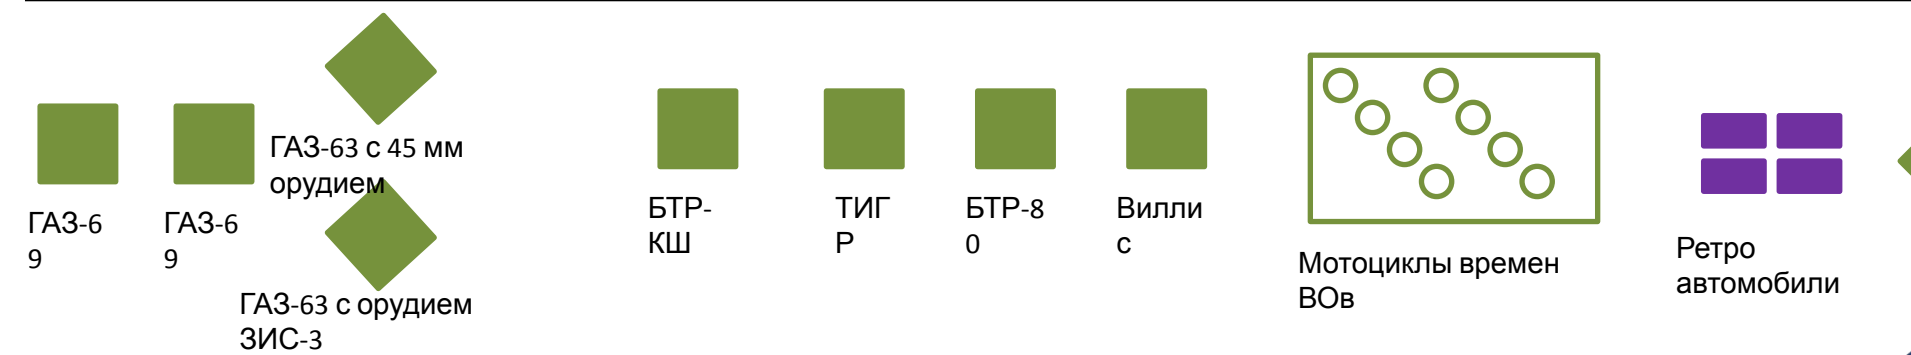 ГАЗ-6
9
ГАЗ-6
9
ГАЗ-63 с 45 мм
орудием
ГАЗ-63 с орудием
ЗИС-3
БТР-
КШ
ТИГ
Р
БТР-8
0
Вилли
с
Мотоциклы времен
ВОв
Ретро
автомобили